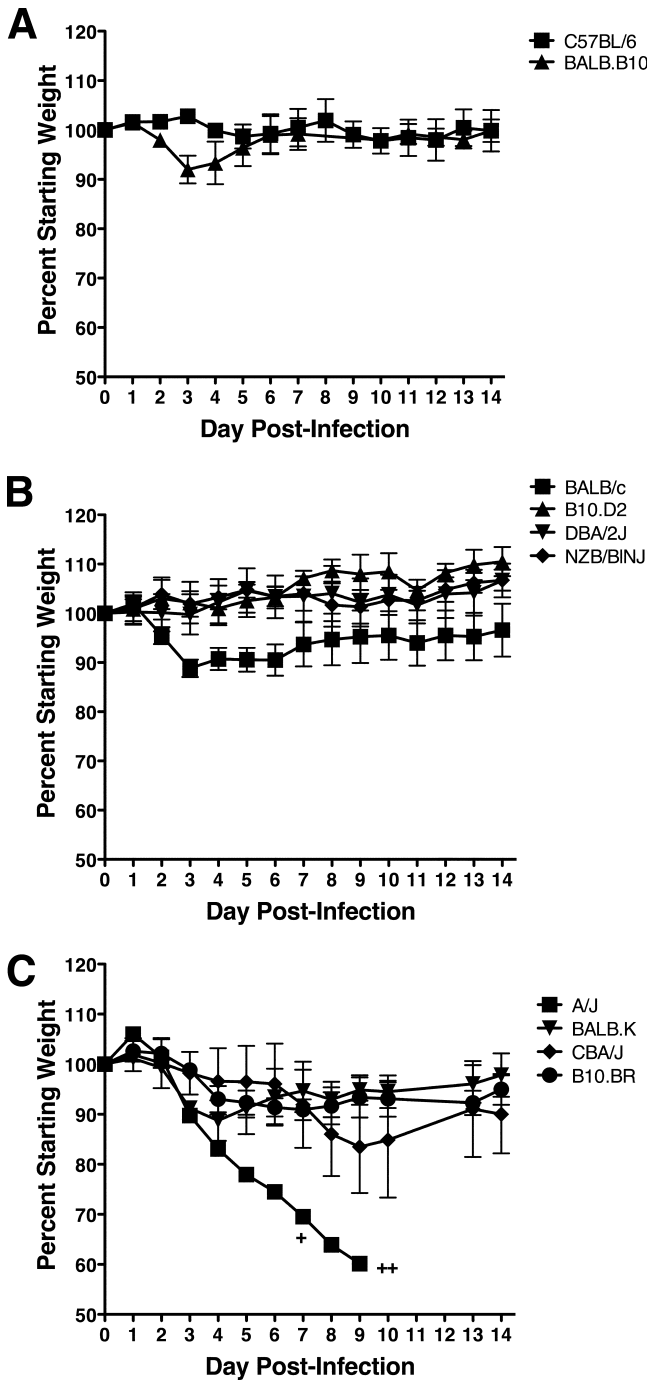 A
120
110
100
90
80
70
60
50
Percent Starting Weight
0 1 2 3 4 5 6 7 8 9 10 11 12 13 14
Day Post-Infection
C57BL/6
BALB.B10
B
120
110
100
90
80
70
60
50
Percent Starting Weight
0 1 2 3 4 5 6 7 8 9 10 11 12 13 14
Day Post-Infection
BALB/c
B10.D2
DBA/2J
NZB/BINJ
C
120
110
100
90
80
70
60
50
Percent Starting Weight
+
++
0 1 2 3 4 5 6 7 8 9 10 11 12 13 14
Day Post-Infection
A/J
BALB.K
CBA/J
B10.BR